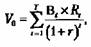 V₀ = Σ_{t=1}^{T} (B_t × R_t) / (1+r)^t,